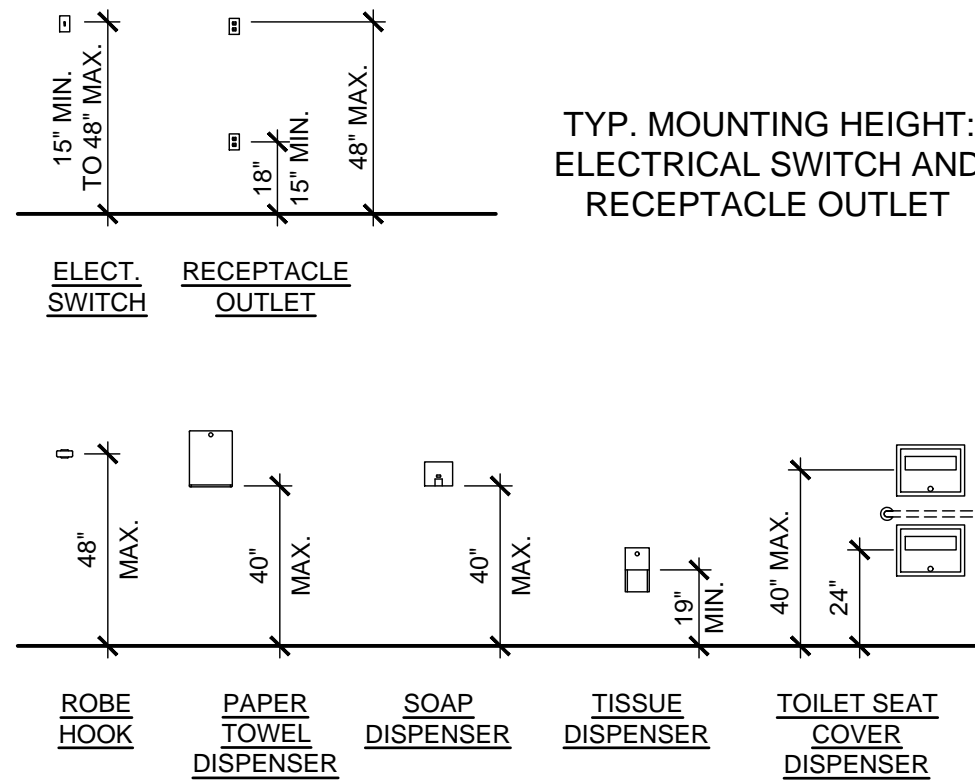 15" MIN.
TO 48" MAX.
18"
15" MIN.
48" MAX.
TYP. MOUNTING HEIGHT:
ELECTRICAL SWITCH AND
RECEPTACLE OUTLET
ELECT.
SWITCH
RECEPTACLE
OUTLET
48"
MAX.
40"
MAX.
40"
MAX.
19"
MIN.
40" MAX.
24"
ROBE
HOOK
PAPER
TOWEL
DISPENSER
SOAP
DISPENSER
TISSUE
DISPENSER
TOILET SEAT
COVER
DISPENSER